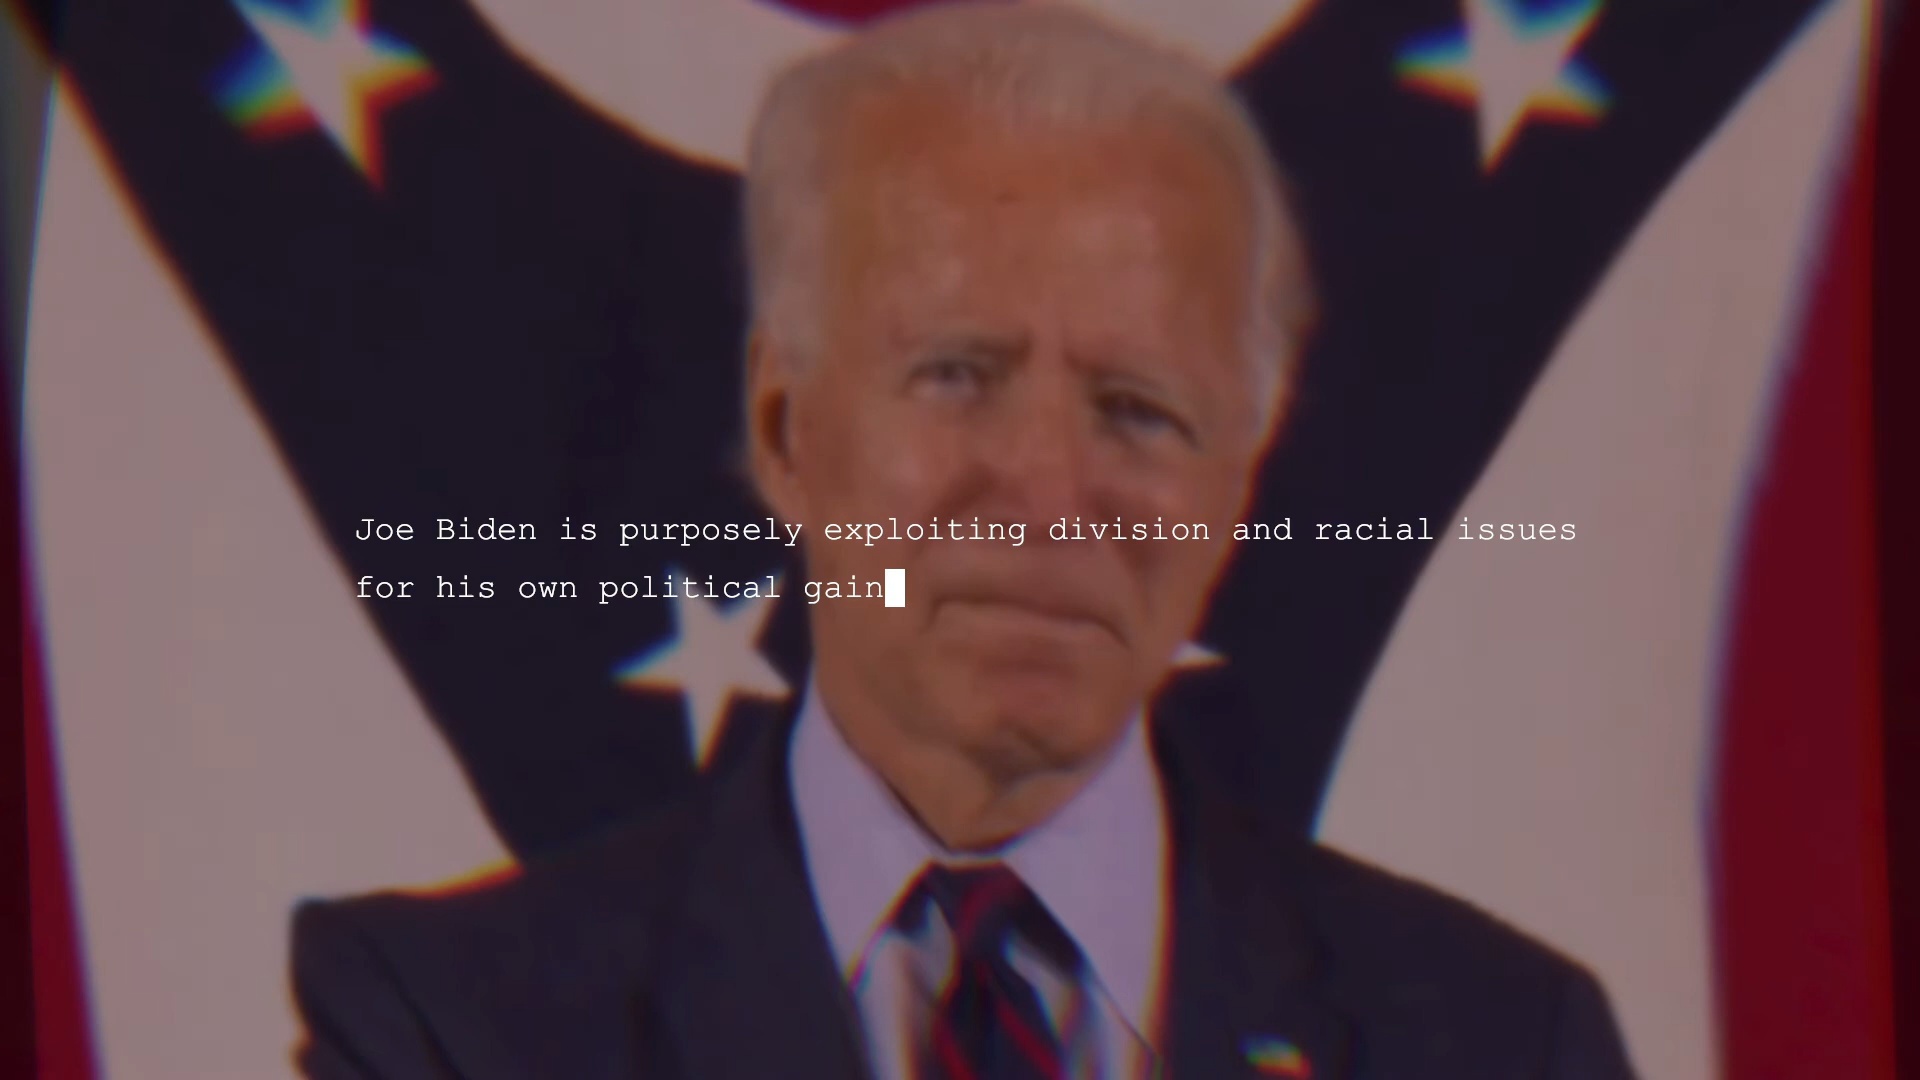 Joe Biden is purposely exploiting division and racial issues
for his own political gain